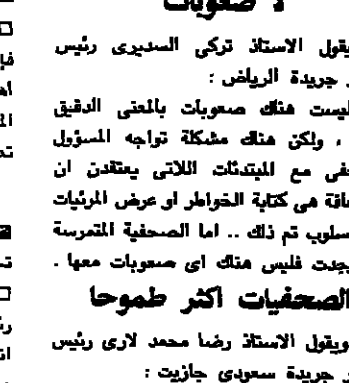 لا صعوبات
يقول الاستاذ تركى السديرى رئيس
جريدة الرياض :
ليست هناك صعوبات بالمعنى الدقيق
، ولكن هناك مشكلة تواجه المسؤول
مع المبتدئات اللاتى يعتقدن ان
هى كتابة الخواطر او عرض المرئيات
تم ذلك .. اما الصحفية المتمرسة
فليس هناك اى صعوبات معها .
الصحفيات اكثر طموحا
ويقول الاستاذ رضا محمد لارى رئيس
جريدة سعودى جازيت :